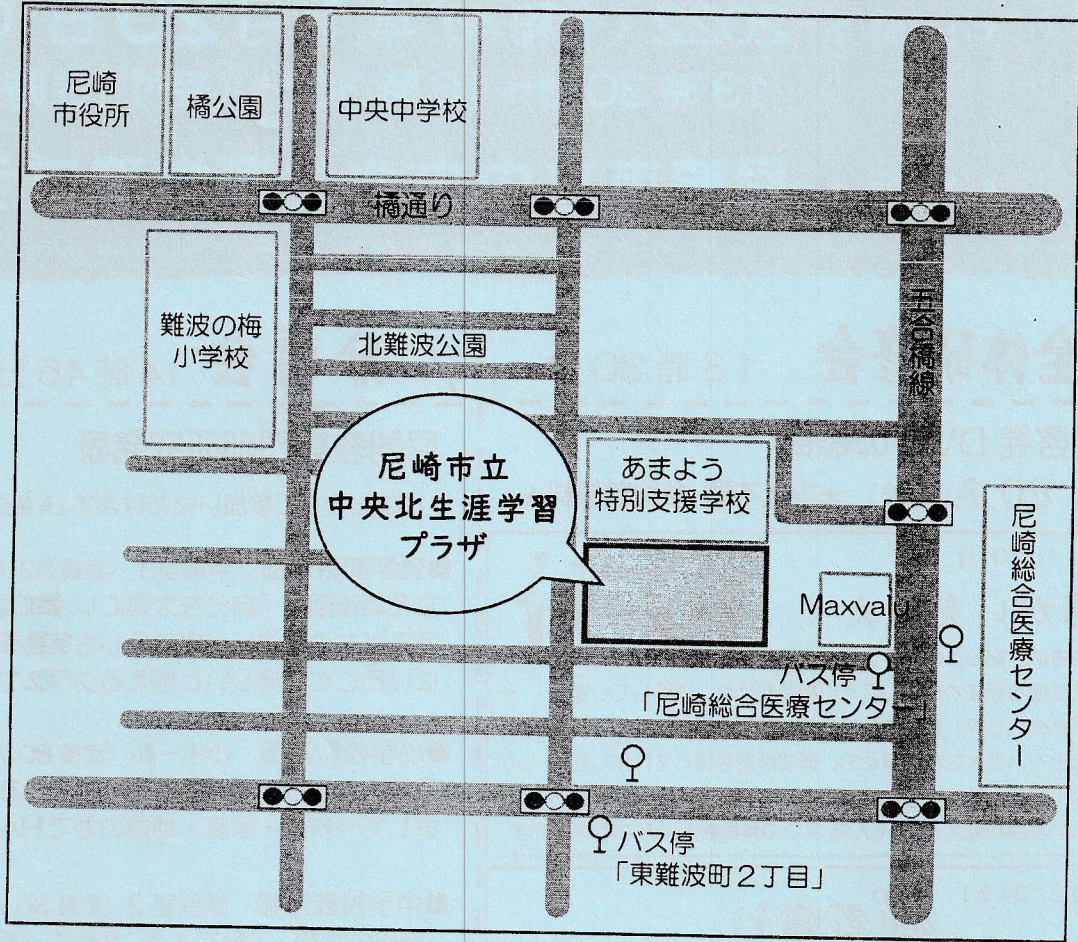 尼崎
市役所
橘公園
中央中学校
橘通り
難波の梅
小学校
北難波公園
五合橋線
尼崎市立
中央北生涯学習
プラザ
あまよう
特別支援学校
Maxvalu
尼崎総合医療センター
バス停
「尼崎総合医療センター」
バス停
「東難波町2丁目」